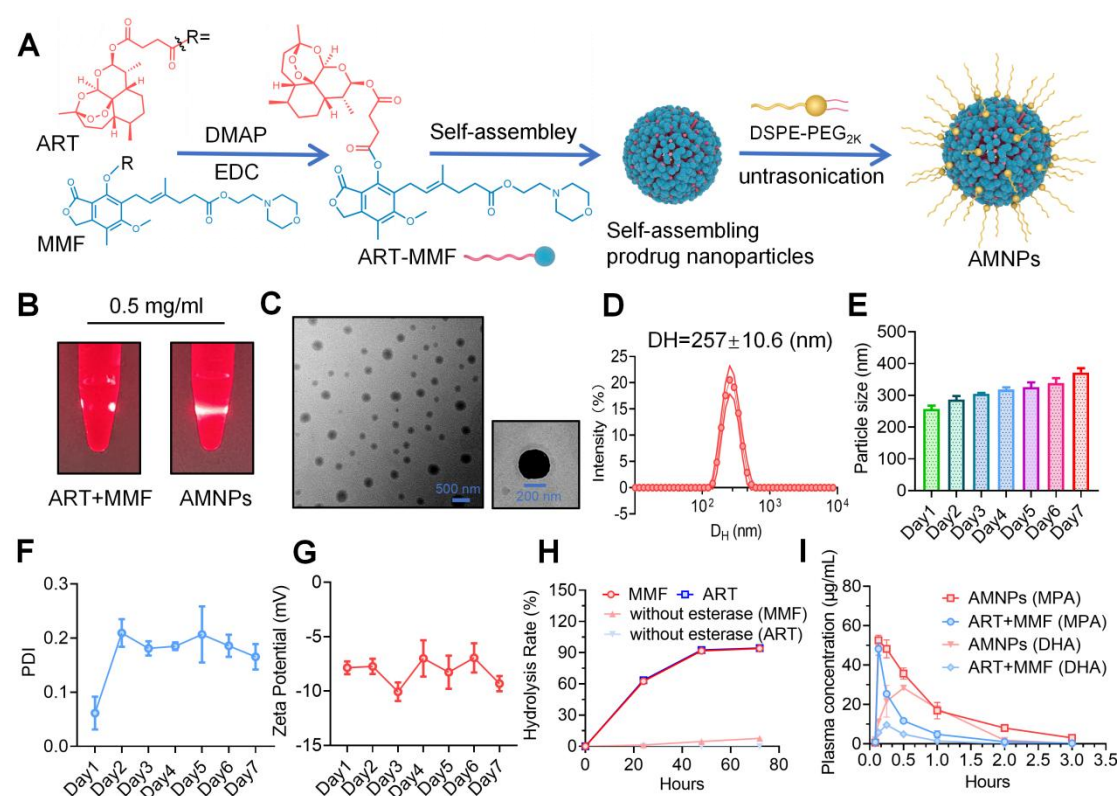 A
R=
ART
R
MMF
DMAP
EDC
ART-MMF
Self-assembley
Self-assembling
prodrug nanoparticles
DSPE-PEG2K
untrasonication
AMNPs
B
0.5 mg/ml
ART+MMF
AMNPs
C
500 nm
200 nm
D
DH=257±10.6 (nm)
Intensity (%)
25
20
15
10
5
0
-5
10²
10³
10⁴
DH (nm)
E
Particle size (nm)
500
400
300
200
100
0
Day1
Day2
Day3
Day4
Day5
Day6
Day7
F
PDI
0.3
0.2
0.1
0.0
Day1
Day2
Day3
Day4
Day5
Day6
Day7
G
Zeta Potential (mV)
0
-5
-10
-15
Day1
Day2
Day3
Day4
Day5
Day6
Day7
H
Hydrolysis Rate (%)
150
120
90
60
30
0
MMF
ART
without esterase (MMF)
without esterase (ART)
0 20 40 60 80
Hours
I
Plasma concentration (μg/mL)
80
60
40
20
0
AMNPs (MPA)
ART+MMF (MPA)
AMNPs (DHA)
ART+MMF (DHA)
0.0 0.5 1.0 1.5 2.0 2.5 3.0 3.5
Hours